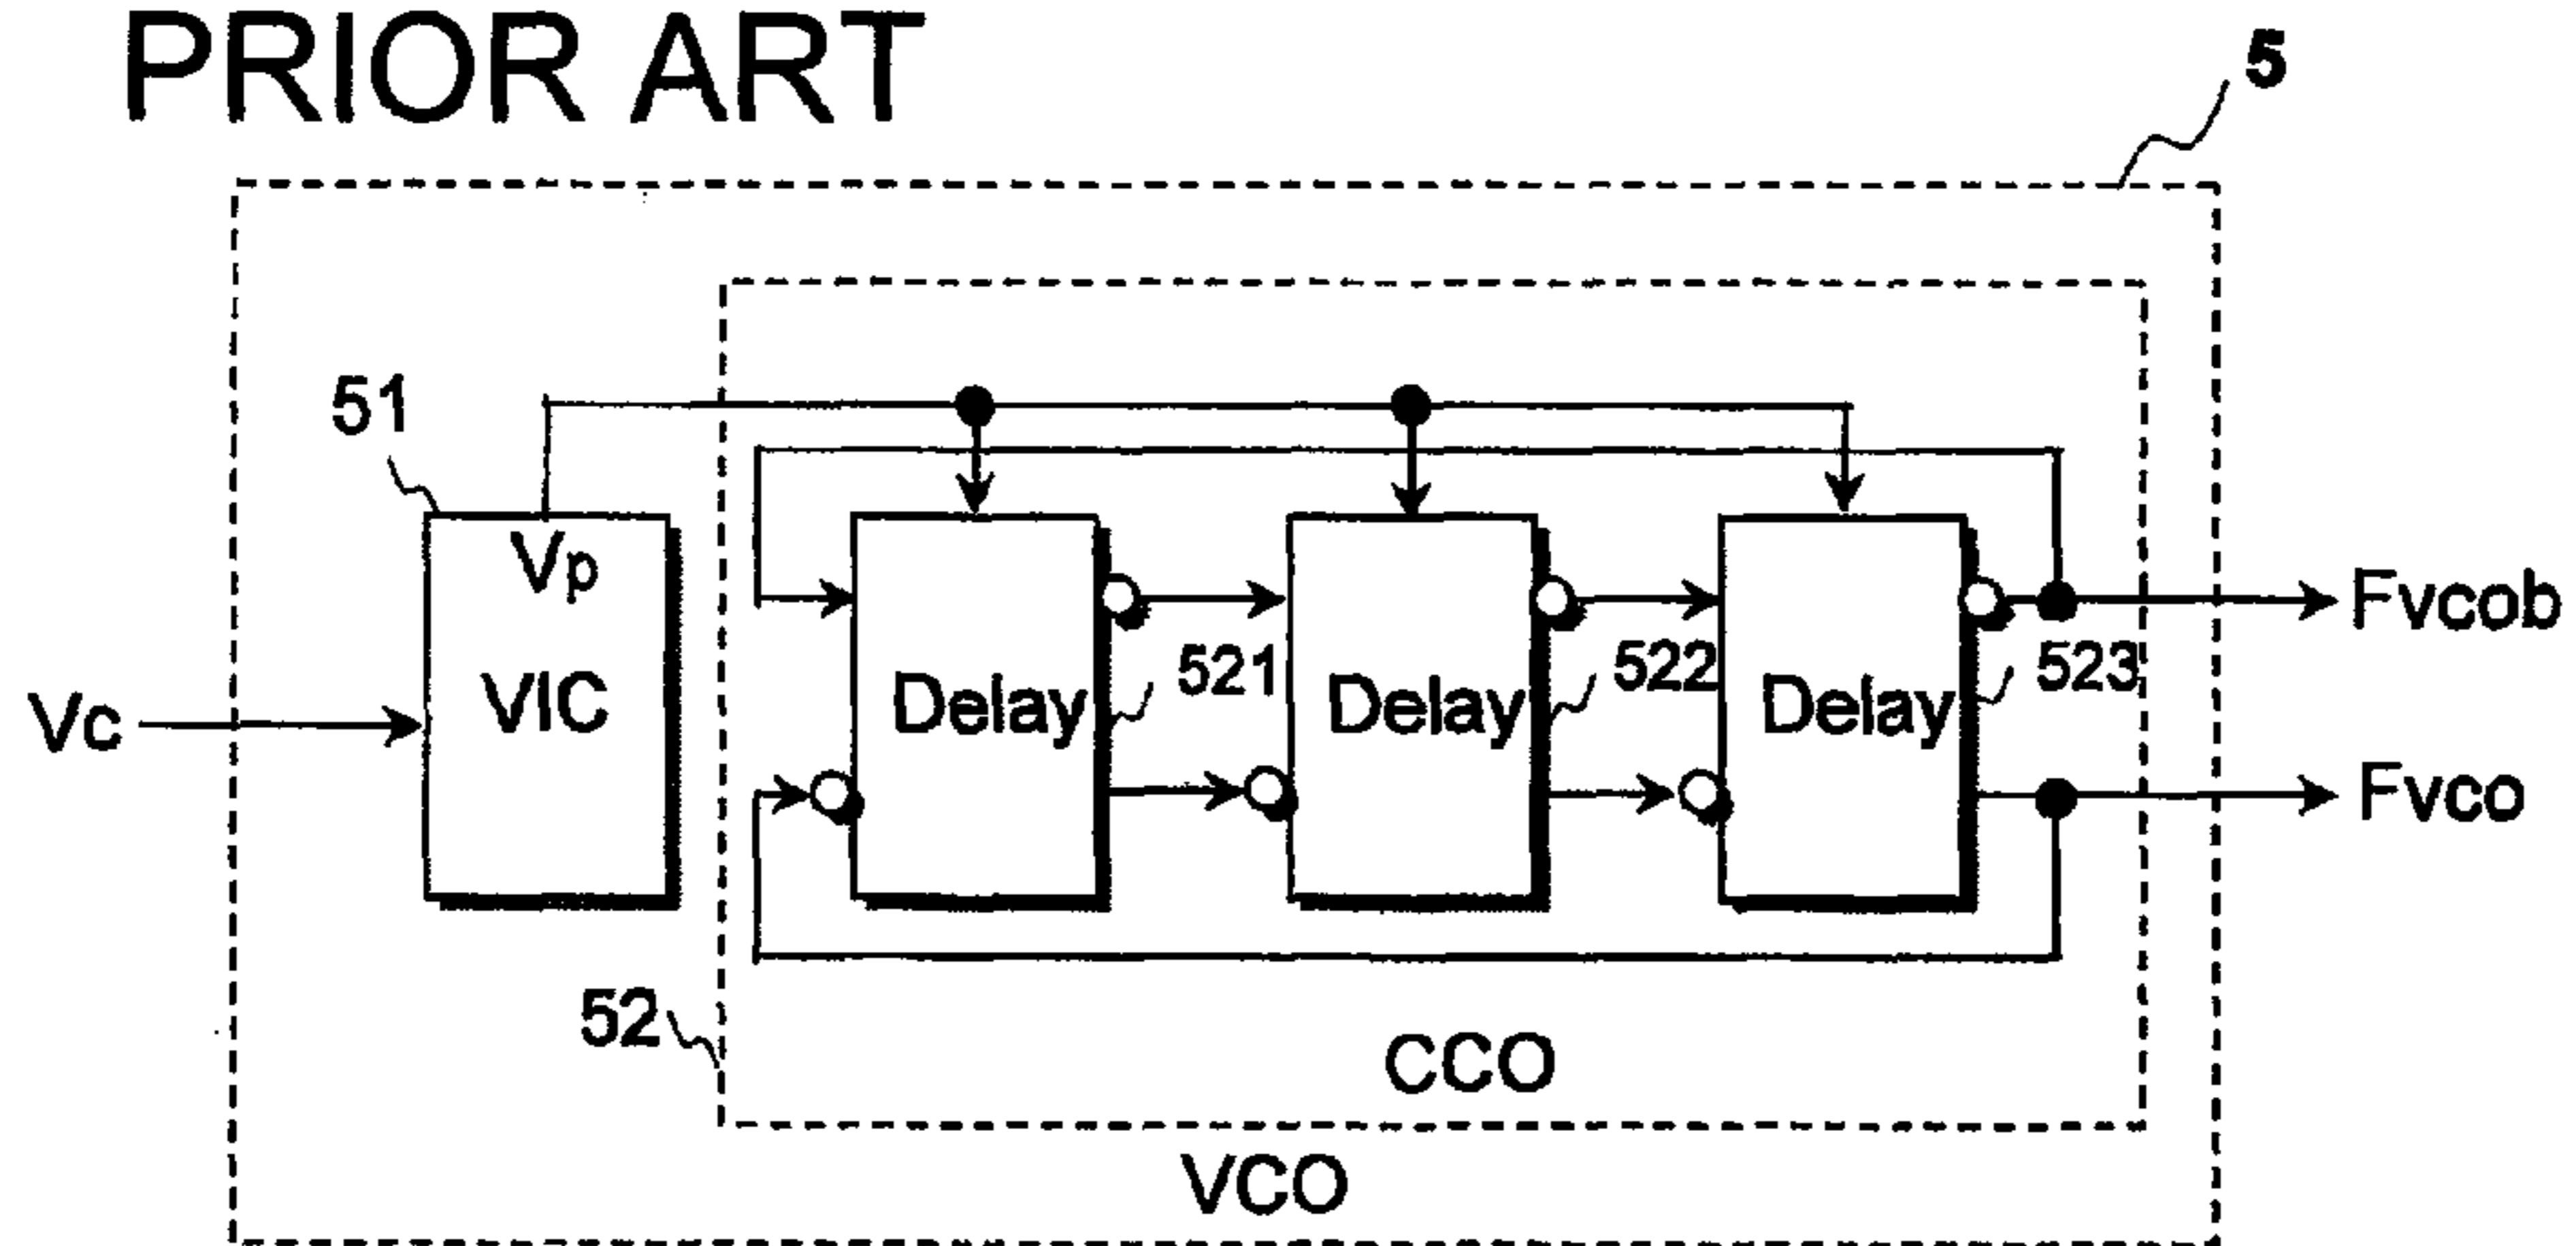 PRIOR ART
5
51
Vp
VIC
Vc
Delay
521
Delay
522
Delay
523
Fvcob
Fvco
52
CCO
VCO